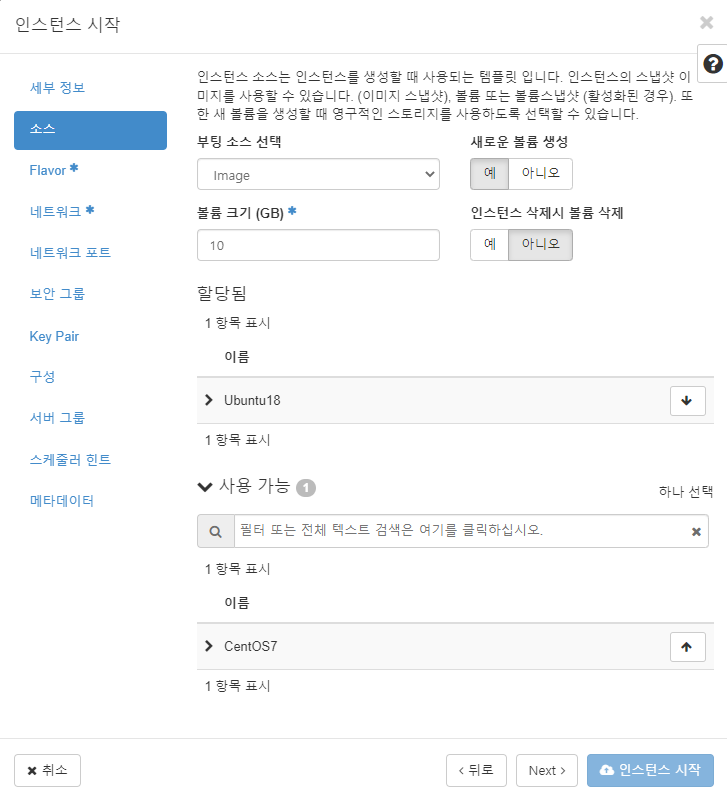 인스턴스 시작
세부 정보
소스
Flavor *
네트워크 *
네트워크 포트
보안 그룹
Key Pair
구성
서버 그룹
스케줄러 힌트
메타데이터
인스턴스 소스는 인스턴스를 생성할 때 사용되는 템플릿 입니다. 인스턴스의 스냅샷 이
미지를 사용할 수 있습니다. (이미지 스냅샷), 볼륨 또는 볼륨스냅샷 (활성화된 경우). 또
한 새 볼륨을 생성할 때 영구적인 스토리지를 사용하도록 선택할 수 있습니다.
부팅 소스 선택
Image
새로운 볼륨 생성
예 아니오
볼륨 크기 (GB) *
10
인스턴스 삭제시 볼륨 삭제
예 아니오
할당됨
1 항목 표시
이름
Ubuntu18
1 항목 표시
사용 가능 1
하나 선택
필터 또는 전체 텍스트 검색은 여기를 클릭하십시오.
1 항목 표시
이름
CentOS7
1 항목 표시
취소
뒤로
Next
인스턴스 시작